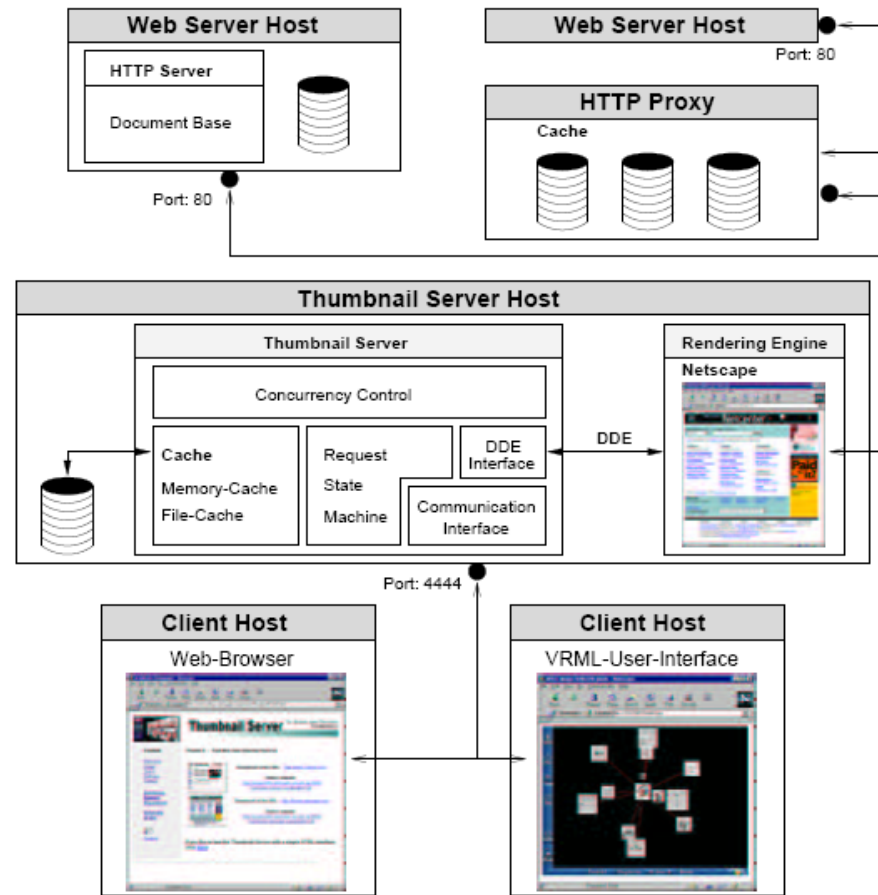 Web Server Host
HTTP Server
Document Base
Port: 80
Web Server Host
Port: 80
HTTP Proxy
Cache
Thumbnail Server Host
Thumbnail Server
Concurrency Control
Cache
Memory-Cache
File-Cache
Request
State
Machine
DDE
Interface
Communication
Interface
DDE
Rendering Engine
Netscape
Paid
Port: 4444
Client Host
Web-Browser
Thumbnail Server
Client Host
VRML-User-Interface